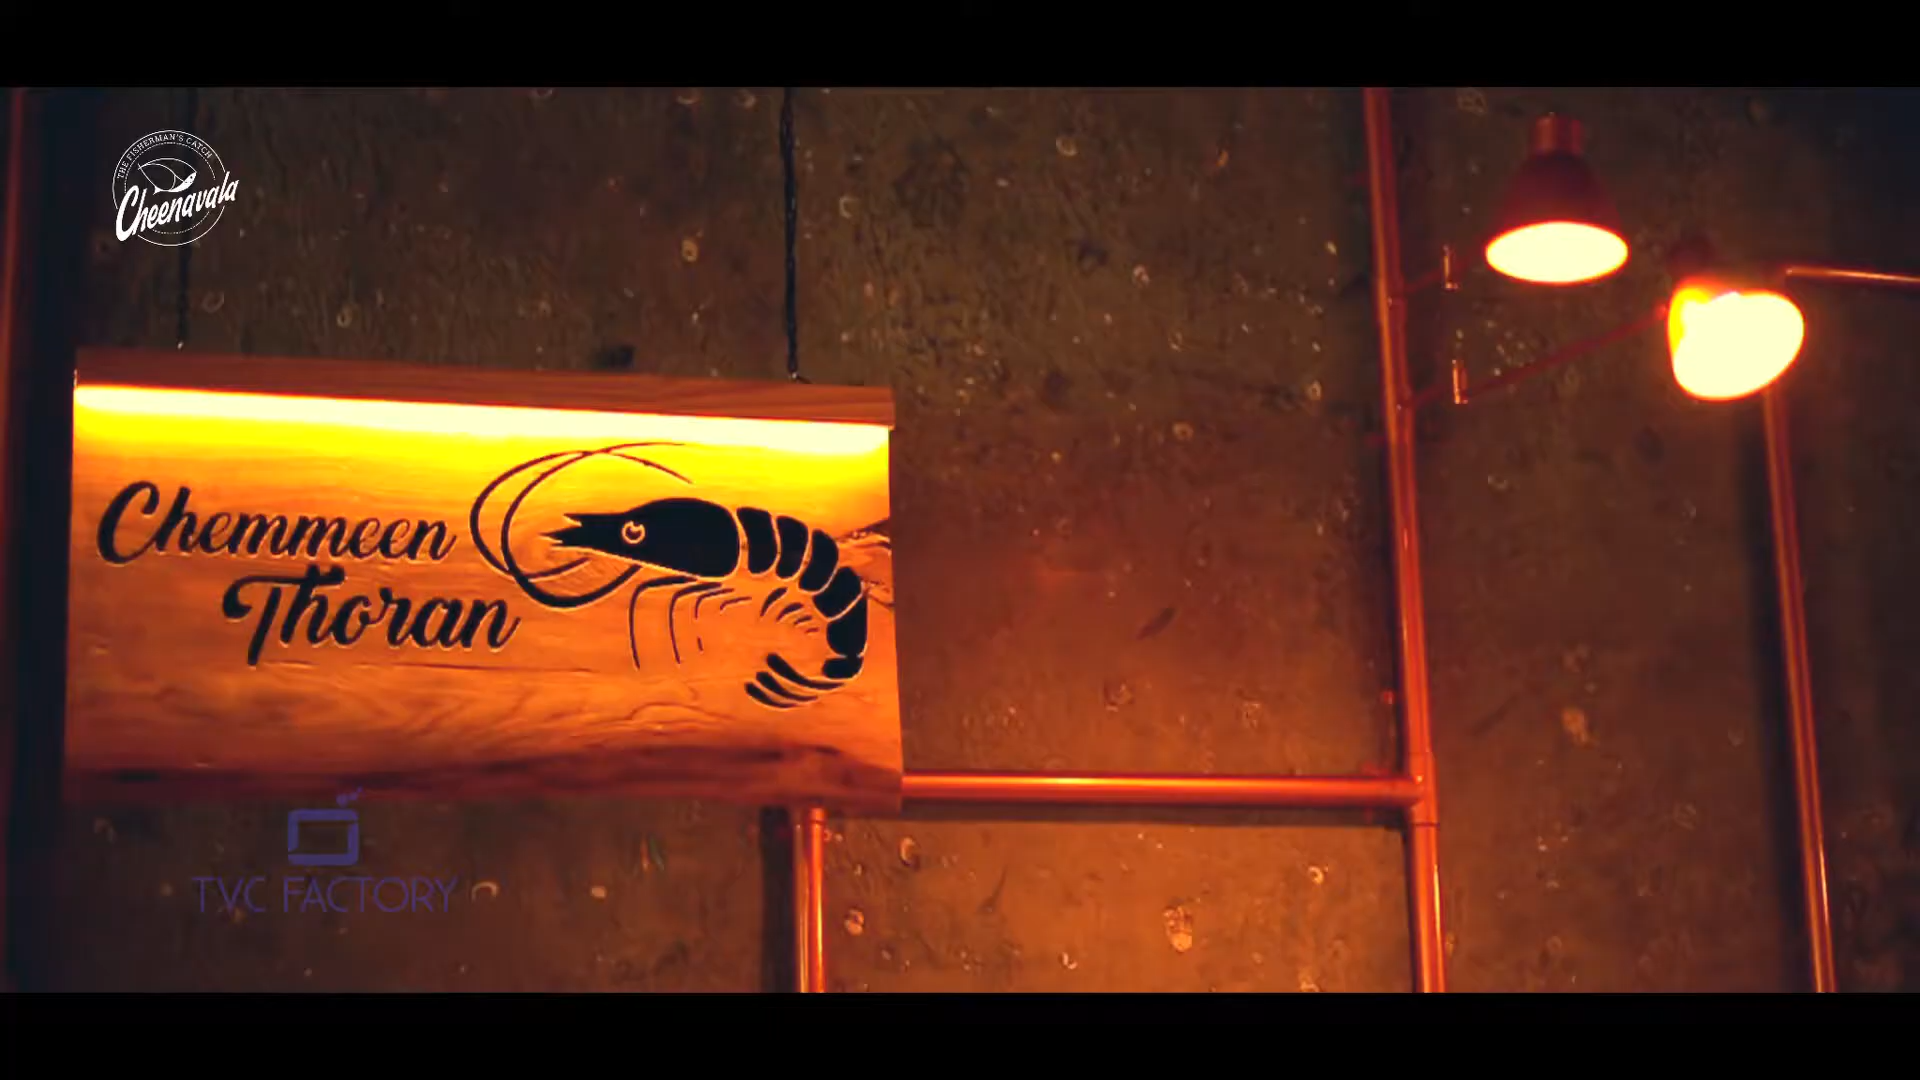 THE FISHERMAN'S CATCH
Cheenavala
Chemmeen
Thoran
TVC FACTORY